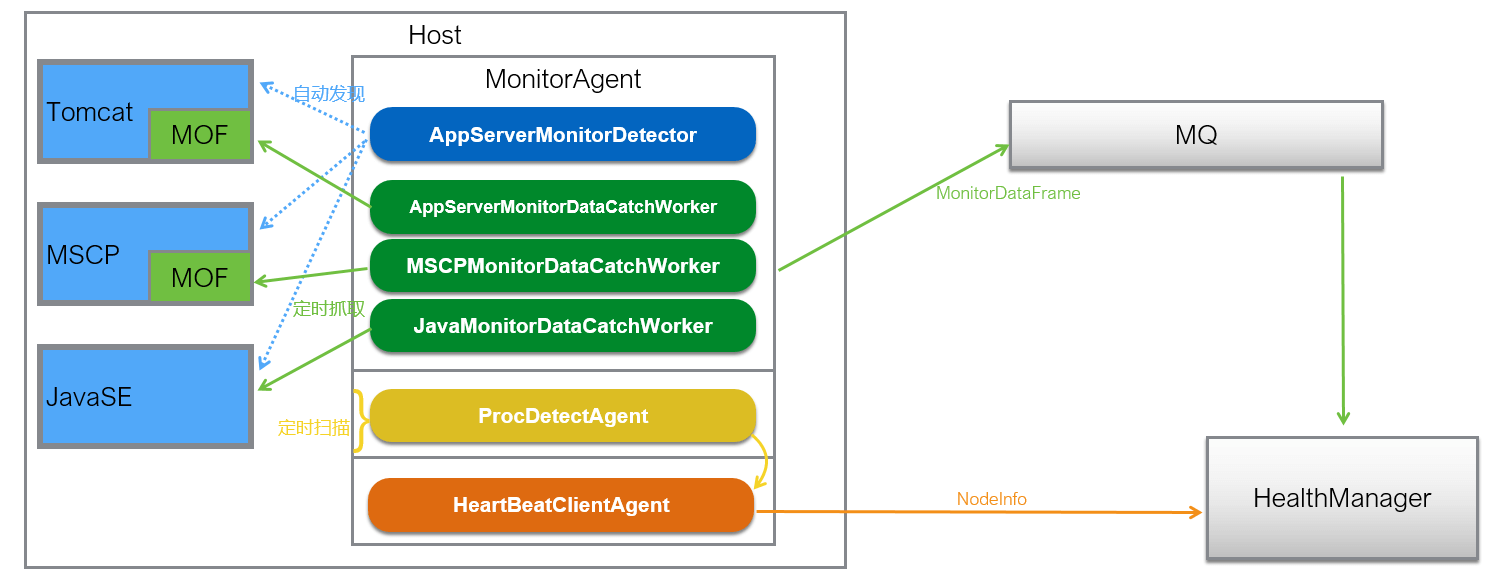 Host
MonitorAgent
自动发现
Tomcat
MOF
AppServerMonitorDetector
MQ
MonitorDataFrame
AppServerMonitorDataCatchWorker
MSCP
MOF
MSCPMonitorDataCatchWorker
定时抓取
JavaMonitorDataCatchWorker
JavaSE
ProcDetectAgent
定时扫描
HeartBeatClientAgent
NodeInfo
HealthManager